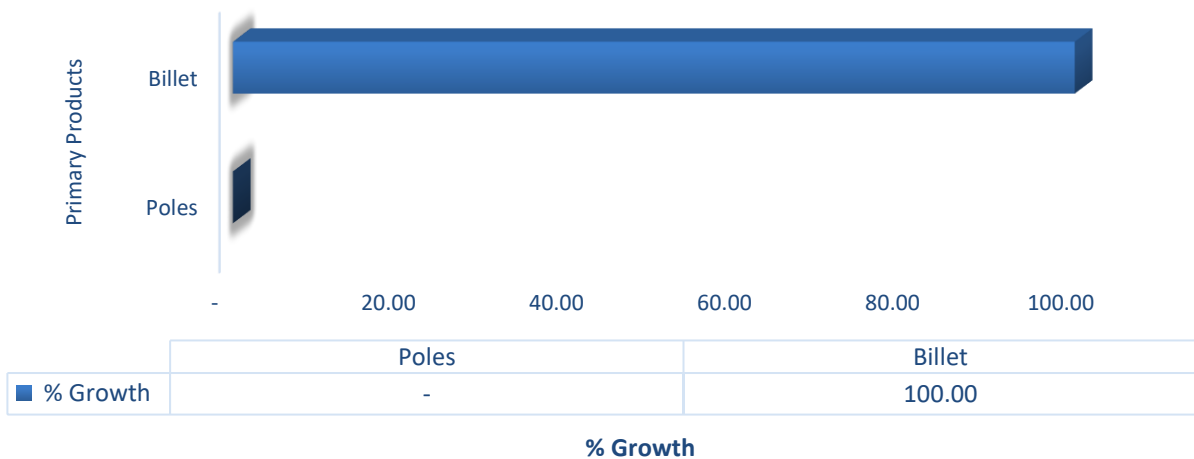 Primary Products
Billet
Poles
- 20.00 40.00 60.00 80.00 100.00
Poles Billet
% Growth - 100.00
% Growth